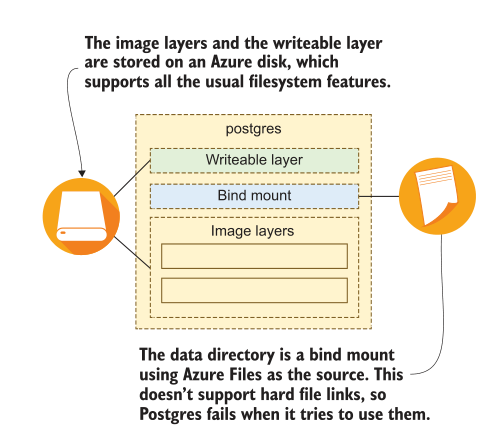 The image layers and the writeable layer
are stored on an Azure disk, which
supports all the usual filesystem features.
postgres
Writeable layer
Bind mount
Image layers
The data directory is a bind mount
using Azure Files as the source. This
doesn't support hard file links, so
Postgres fails when it tries to use them.